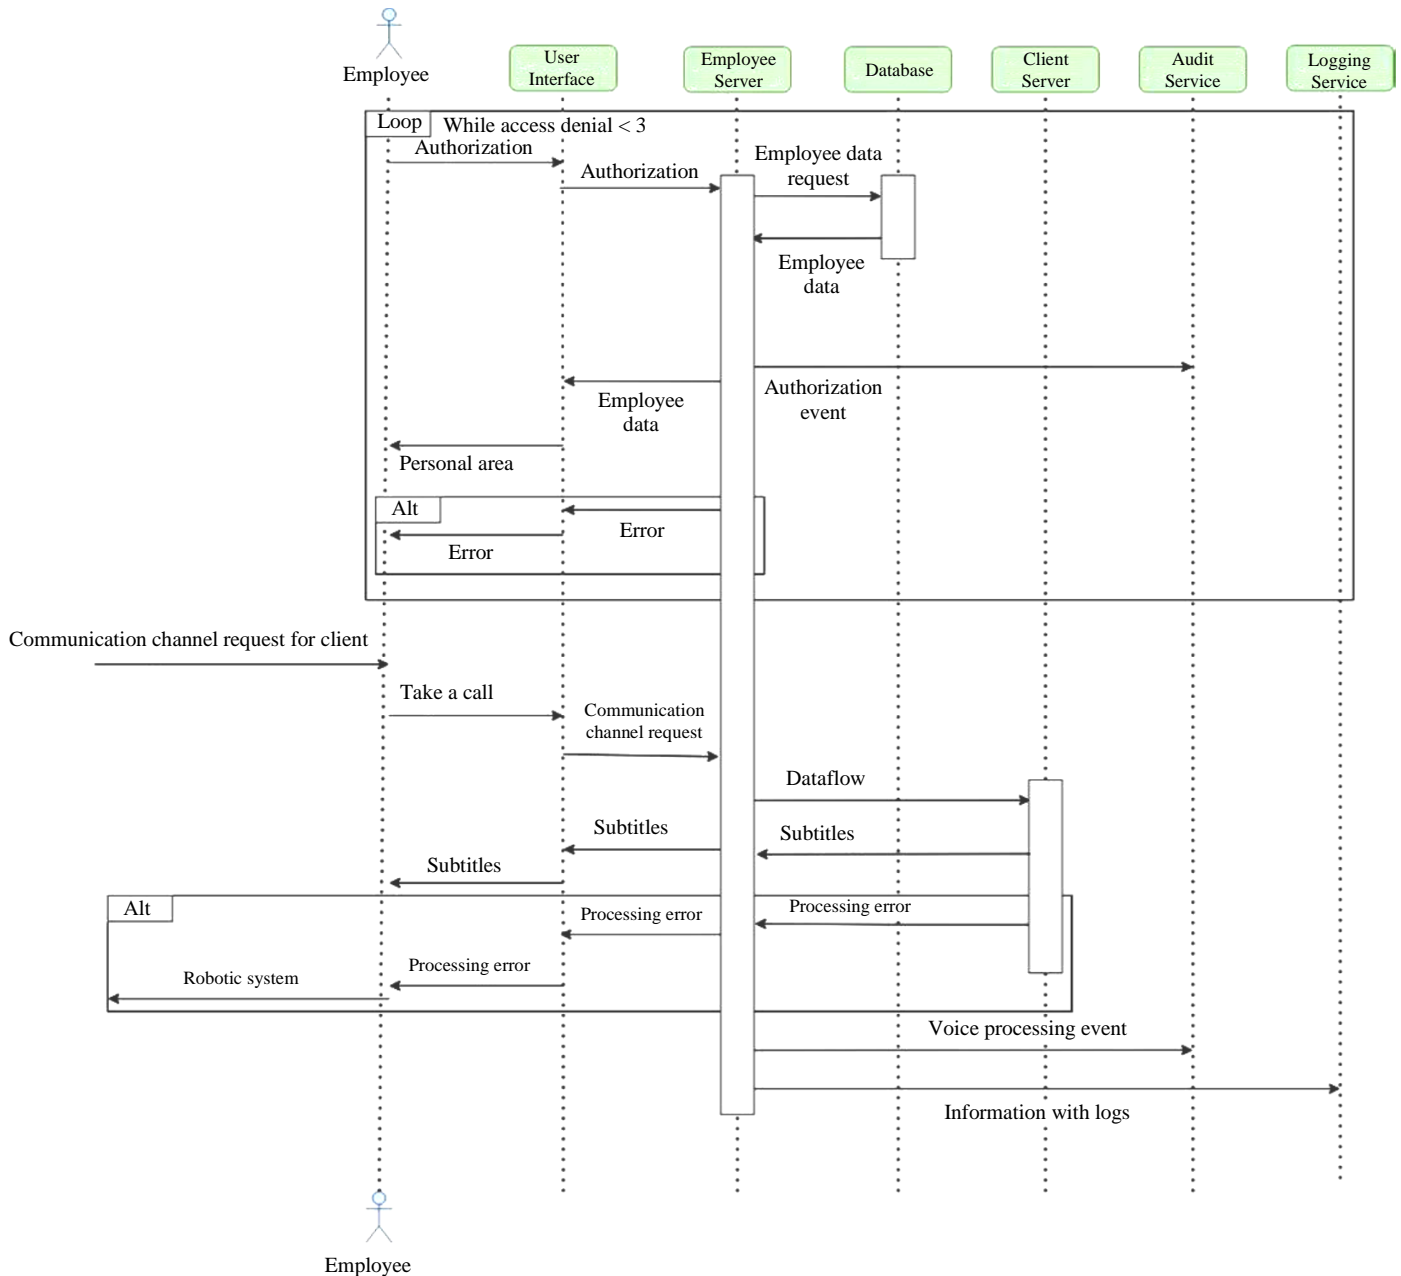 Employee
User
Interface
Employee
Server
Database
Client
Server
Audit
Service
Logging
Service
Loop
While access denial < 3
Authorization
Authorization
Employee data
request
Employee
data
Employee
data
Authorization
event
Personal area
Alt
Error
Error
Communication channel request for client
Take a call
Communication
channel request
Dataflow
Subtitles
Subtitles
Subtitles
Alt
Processing error
Processing error
Processing error
Robotic system
Voice processing event
Information with logs
Employee